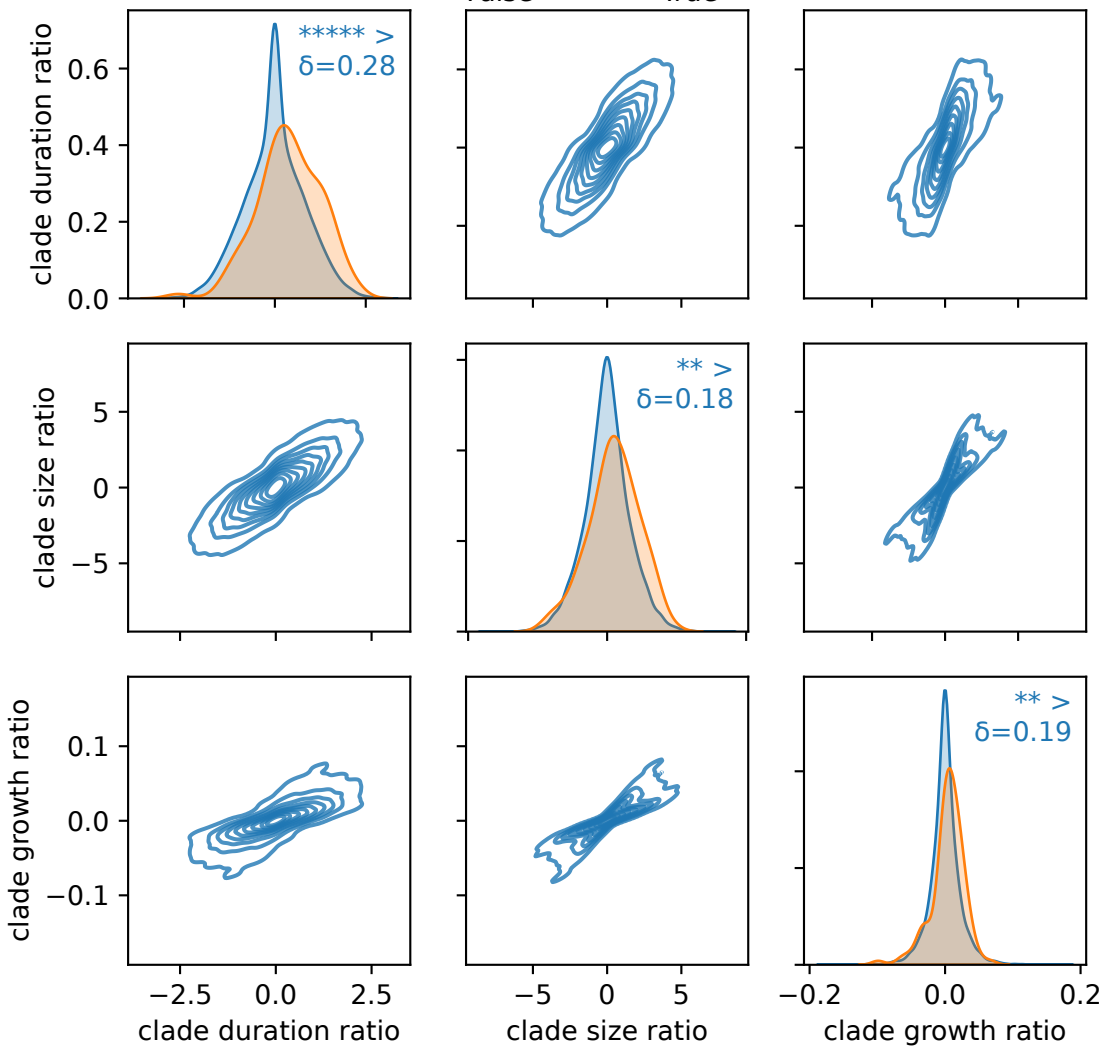 clade duration ratio
0.6
0.4
0.2
0.0
***** >
δ=0.28
clade size ratio
5
0
−5
** >
δ=0.18
clade growth ratio
0.1
0.0
−0.1
** >
δ=0.19
−2.5 0.0 2.5
−5 0 5
−0.2 0.0 0.2
clade duration ratio
clade size ratio
clade growth ratio